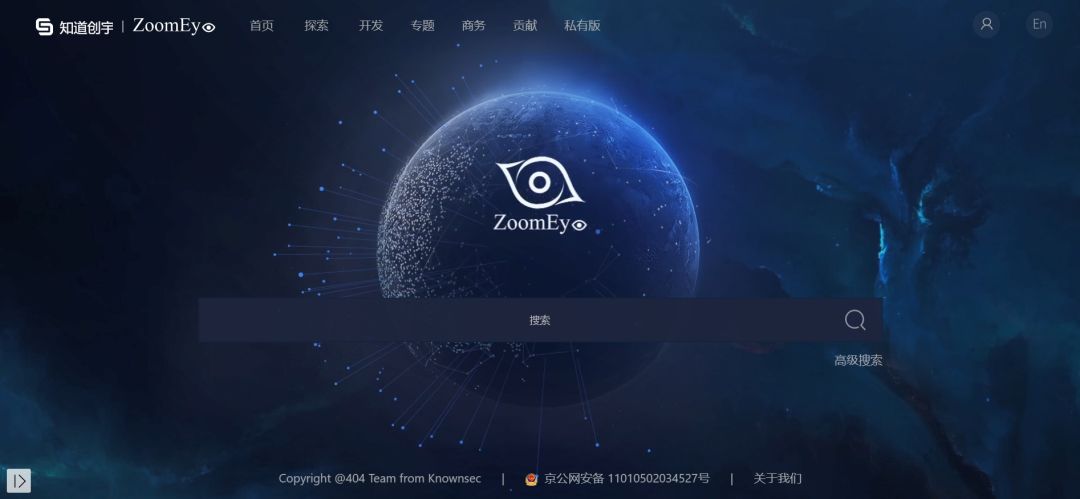 知道创宇 | ZoomEye 首页 探索 开发 专题 商务 贡献 私有版 En
ZoomEye
搜索
高级搜索
Copyright @404 Team from Knownsec | 京公网安备 11010502034527号 | 关于我们